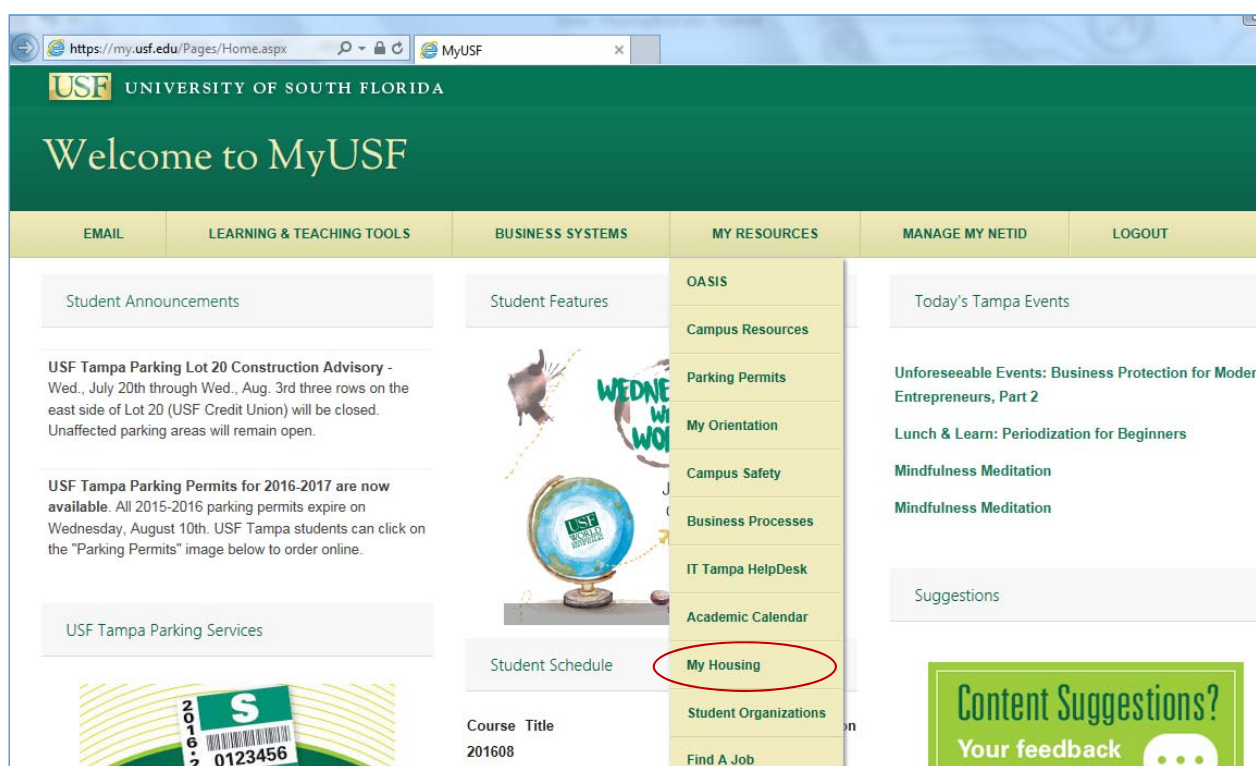 https://my.usf.edu/Pages/Home.aspx
MyUSF
USF UNIVERSITY OF SOUTH FLORIDA
Welcome to MyUSF
EMAIL
LEARNING & TEACHING TOOLS
BUSINESS SYSTEMS
MY RESOURCES
MANAGE MY NETID
LOGOUT
Student Announcements
USF Tampa Parking Lot 20 Construction Advisory -
Wed., July 20th through Wed., Aug. 3rd three rows on the
east side of Lot 20 (USF Credit Union) will be closed.
Unaffected parking areas will remain open.
USF Tampa Parking Permits for 2016-2017 are now
available. All 2015-2016 parking permits expire on
Wednesday, August 10th. USF Tampa students can click on
the "Parking Permits" image below to order online.
USF Tampa Parking Services
S
0123456
Student Features
USF
WORLD
Student Schedule
Course Title
201608
OASIS
Campus Resources
Parking Permits
My Orientation
Campus Safety
Business Processes
IT Tampa HelpDesk
Academic Calendar
My Housing
Student Organizations
Find A Job
Today's Tampa Events
Unforeseeable Events: Business Protection for Moder
Entrepreneurs, Part 2
Lunch & Learn: Periodization for Beginners
Mindfulness Meditation
Mindfulness Meditation
Suggestions
Content Suggestions?
Your feedback